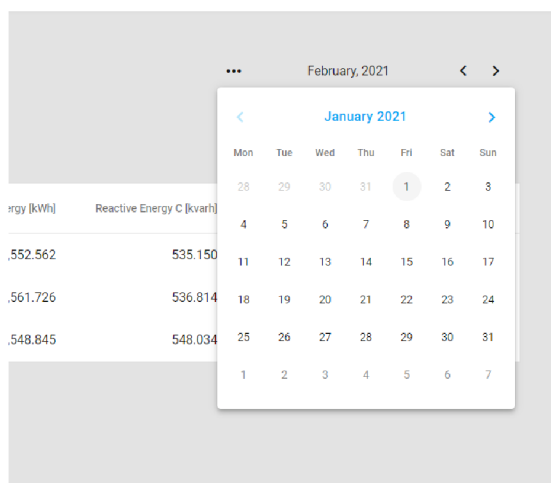 ••• February, 2021 < >
< January 2021 >
Mon Tue Wed Thu Fri Sat Sun
28 29 30 31 1 2 3
ergy [kWh] Reactive Energy C [kvarh]
4 5 6 7 8 9 10
,552.562 535.150
11 12 13 14 15 16 17
,561.726 536.814
18 19 20 21 22 23 24
,548.845 548.034
25 26 27 28 29 30 31
1 2 3 4 5 6 7